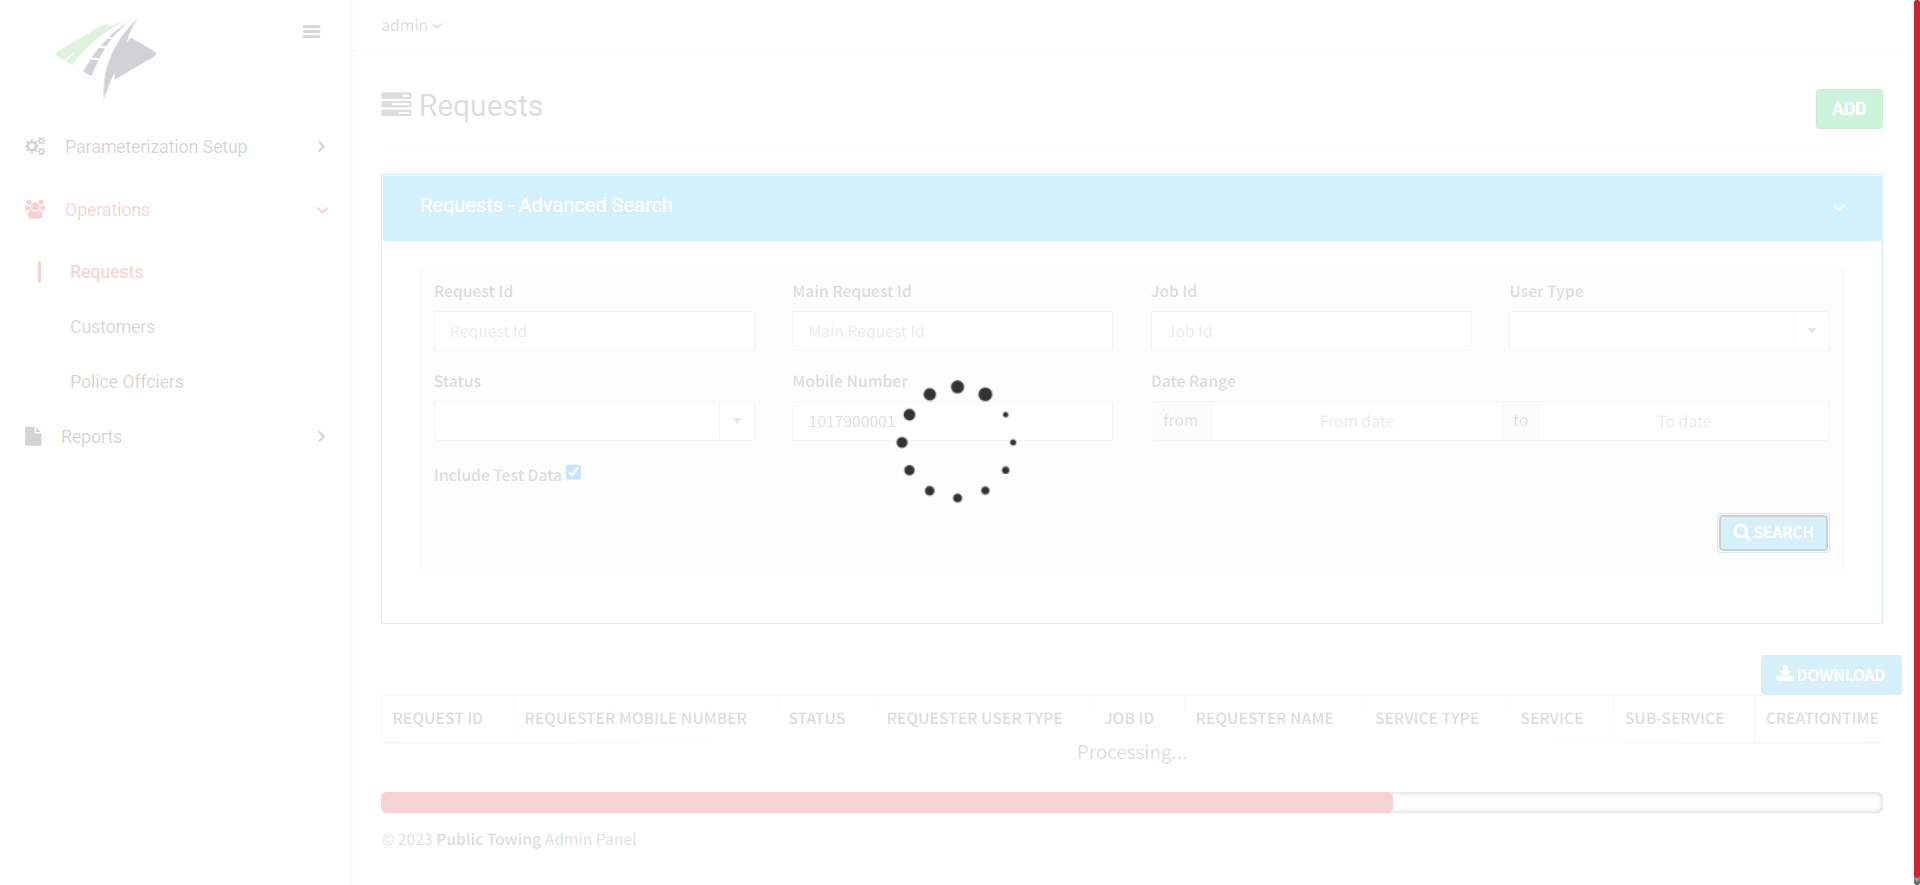 admin
Requests
ADD
Parameterization Setup
Operations
Requests
Customers
Police Offciers
Reports
Requests - Advanced Search
Request Id
Main Request Id
Job Id
User Type
Request Id
Main Request Id
Job Id
Status
Mobile Number
Date Range
1017900001
from
From date
to
To date
Include Test Data
SEARCH
DOWNLOAD
REQUEST ID
REQUESTER MOBILE NUMBER
STATUS
REQUESTER USER TYPE
JOB ID
REQUESTER NAME
SERVICE TYPE
SERVICE
SUB-SERVICE
CREATIONTIME
Processing...
© 2023 Public Towing Admin Panel